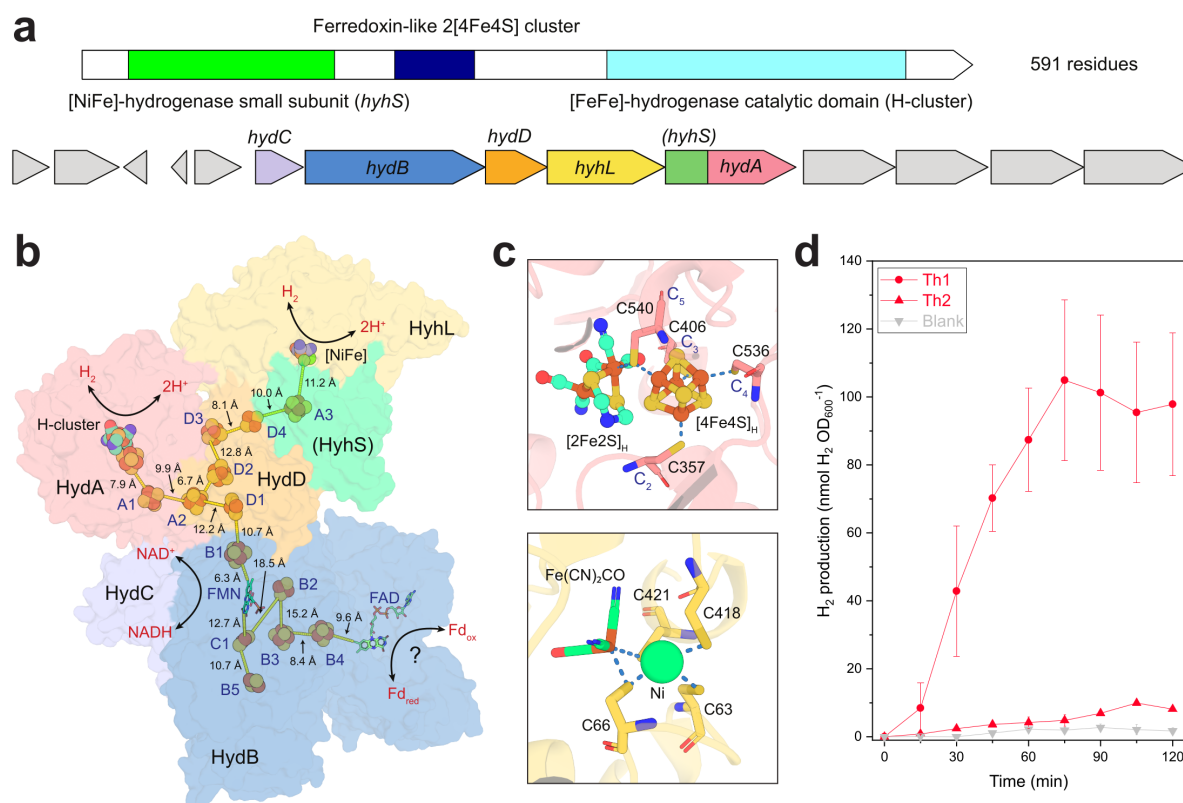 a
Ferredoxin-like 2[4Fe4S] cluster
591 residues
[NiFe]-hydrogenase small subunit (hyhS)
[FeFe]-hydrogenase catalytic domain (H-cluster)
hydC
hydD
(hyhS)
hydB
hyhL
hydA
b
H2
2H+
HyhL
[NiFe]
H2
2H+
11.2 Å
10.0 Å
A3
8.1 Å
D3
D4
H-cluster
(HyhS)
12.8 Å
D2
9.9 Å
6.7 Å
HydD
HydA
7.9 Å
A1
D1
A2
12.2 Å
10.7 Å
NAD+
B1
18.5 Å
B2
HydC
6.3 Å
FMN
FAD
15.2 Å
9.6 Å
Fdox
NADH
12.7 Å
C1
B3
8.4 Å
B4
?
10.7 Å
B5
Fdred
HydB
c
C5
C540
C406
C3
C536
C4
[4Fe4S]H
[2Fe2S]H
C357
C2
Fe(CN)2CO
C421
C418
Ni
C63
C66
d
H2 production (nmol H2 OD600-1)
140
120
100
80
60
40
20
0
Th1
Th2
Blank
0
30
60
90
120
Time (min)